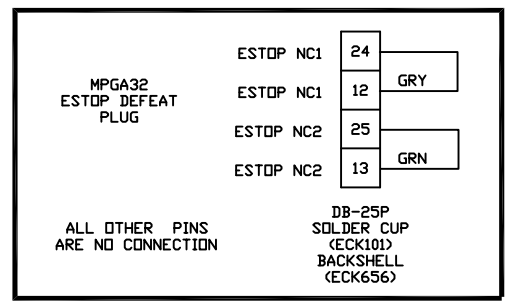 ESTOP NC1 24
GRY
MPGA32
ESTOP DEFEAT
PLUG
ESTOP NC1 12
ESTOP NC2 25
GRN
ESTOP NC2 13
ALL OTHER PINS
ARE NO CONNECTION
DB-25P
SOLDER CUP
(ECK101)
BACKSHELL
(ECK656)